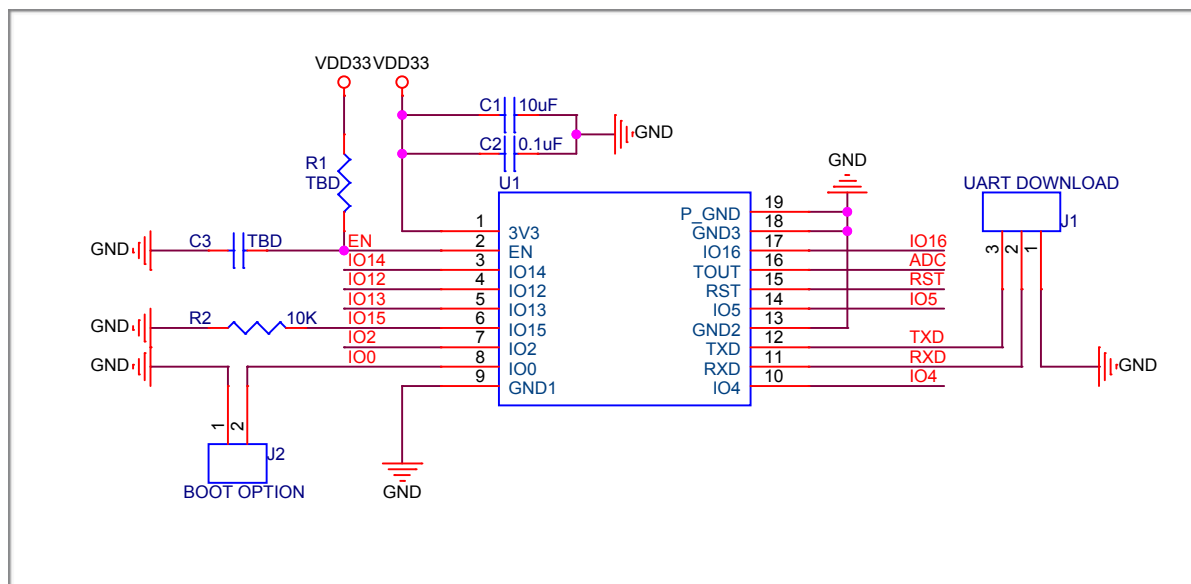 VDD33 VDD33
C1 10uF
GND
C2 0.1uF
R1
TBD
U1
GND
UART DOWNLOAD
J1
3 2 1
GND
C3 TBD
EN
IO14
IO12
IO13
GND
R2 10K
IO15
IO2
GND
IO0
1 3V3
2 EN
3 IO14
4 IO12
5 IO13
6 IO15
7 IO2
8 IO0
9 GND1
P_GND 19
GND3 18
IO16 17 IO16
TOUT 16 ADC
RST 15 RST
IO5 14 IO5
GND2 13
TXD 12 TXD
RXD 11 RXD
IO4 10 IO4
GND
1 2
J2
BOOT OPTION
GND